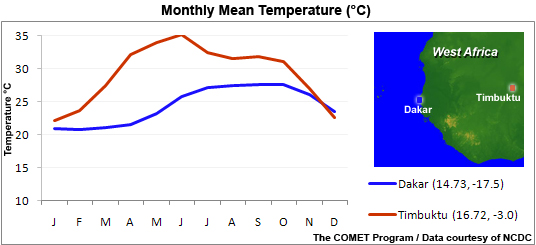 Monthly Mean Temperature (°C)
Temperature °C
35
30
25
20
15
10
J F M A M J J A S O N D
West Africa
Timbuktu
Dakar
Dakar (14.73, -17.5)
Timbuktu (16.72, -3.0)
The COMET Program / Data courtesy of NCDC